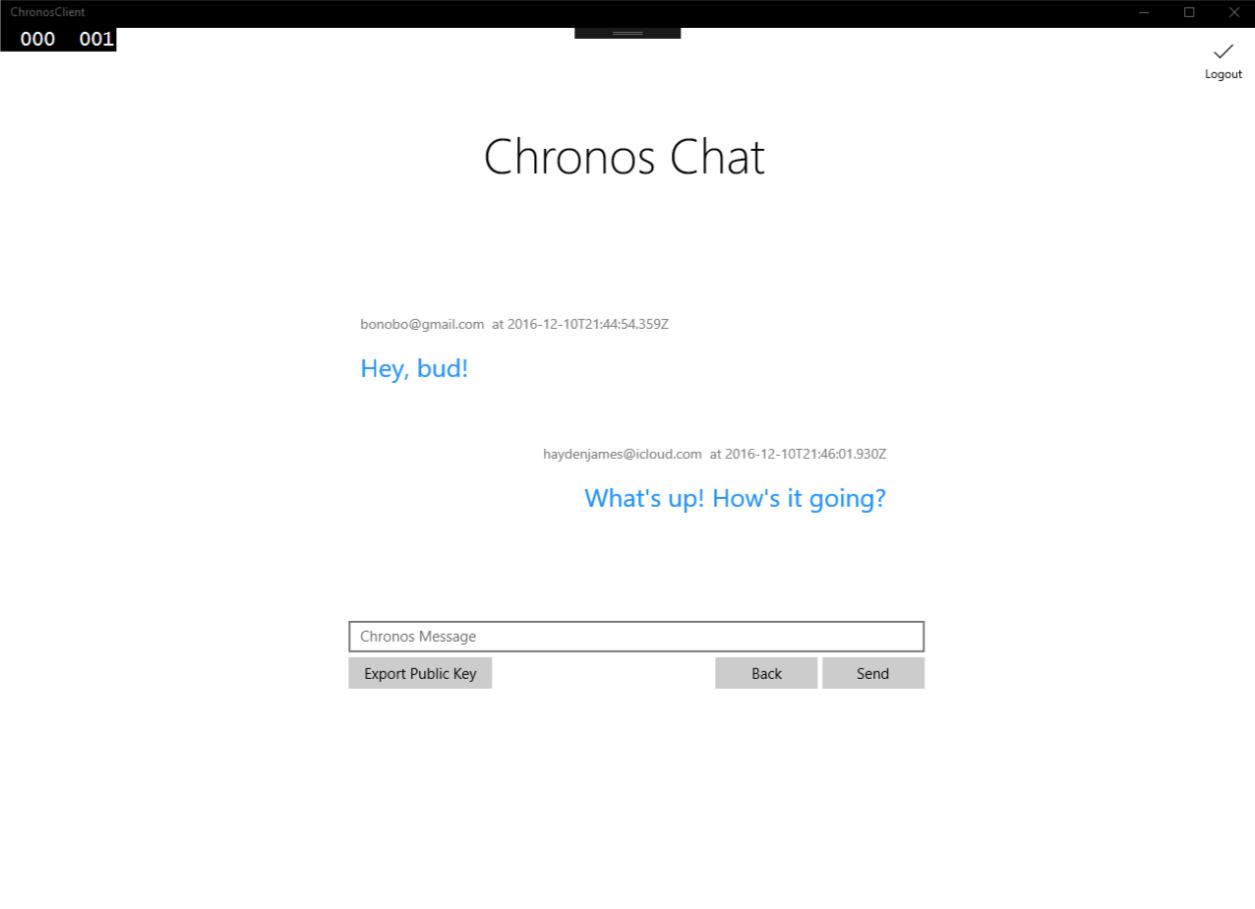 ChronosClient
000 001
Logout
Chronos Chat
bonobo@gmail.com at 2016-12-10T21:44:54.359Z
Hey, bud!
haydenjames@icloud.com at 2016-12-10T21:46:01.930Z
What's up! How's it going?
Chronos Message
Export Public Key Back Send